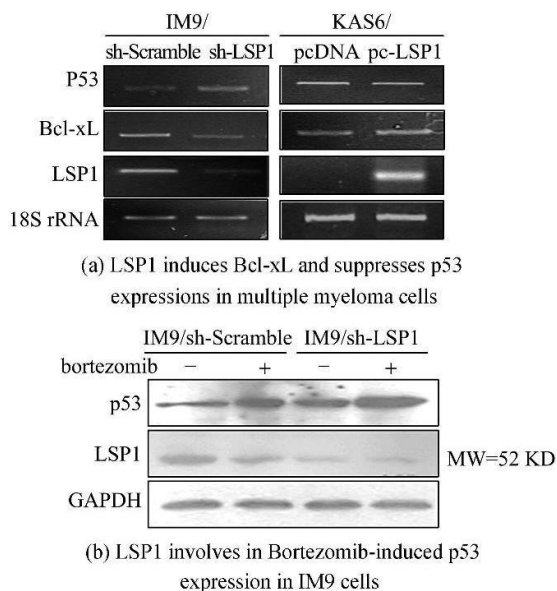 IM9/ KAS6/
sh-Scramble sh-LSP1 pcDNA pc-LSP1
P53
Bcl-xL
LSP1
18S rRNA
(a) LSP1 induces Bcl-xL and suppresses p53
expressions in multiple myeloma cells
IM9/sh-Scramble IM9/sh-LSP1
bortezomib − + − +
p53
LSP1 MW=52 KD
GAPDH
(b) LSP1 involves in Bortezomib-induced p53
expression in IM9 cells